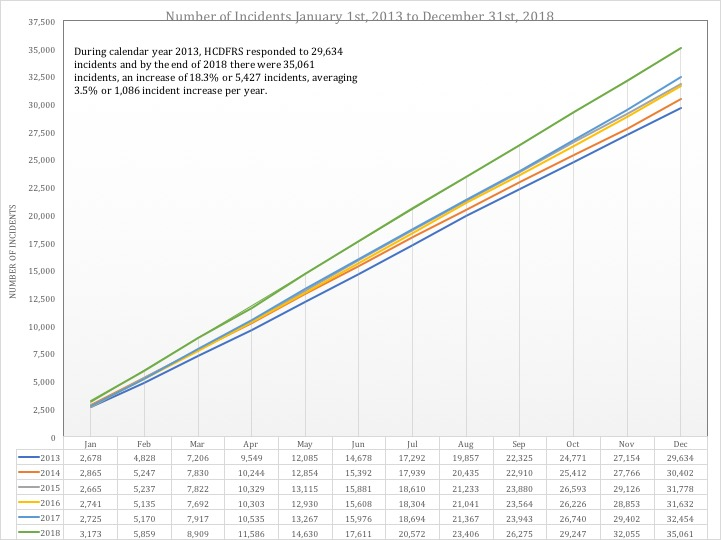 Number of Incidents January 1st, 2013 to December 31st, 2018
37,500
35,000
32,500
30,000
27,500
25,000
22,500
20,000
17,500
15,000
12,500
10,000
7,500
5,000
2,500
0
NUMBER OF INCIDENTS
During calendar year 2013, HCDFRS responded to 29,634
incidents and by the end of 2018 there were 35,061
incidents, an increase of 18.3% or 5,427 incidents, averaging
3.5% or 1,086 incident increase per year.
Jan Feb Mar Apr May Jun Jul Aug Sep Oct Nov Dec
2013 2,678 4,828 7,206 9,549 12,085 14,678 17,292 19,857 22,325 24,771 27,154 29,634
2014 2,865 5,247 7,830 10,244 12,854 15,392 17,939 20,435 22,910 25,412 27,766 30,402
2015 2,665 5,237 7,822 10,329 13,115 15,881 18,610 21,233 23,880 26,593 29,126 31,778
2016 2,741 5,135 7,692 10,303 12,930 15,608 18,304 21,041 23,564 26,226 28,853 31,632
2017 2,725 5,170 7,917 10,535 13,267 15,976 18,694 21,367 23,943 26,740 29,402 32,454
2018 3,173 5,859 8,909 11,586 14,630 17,611 20,572 23,406 26,275 29,247 32,055 35,061